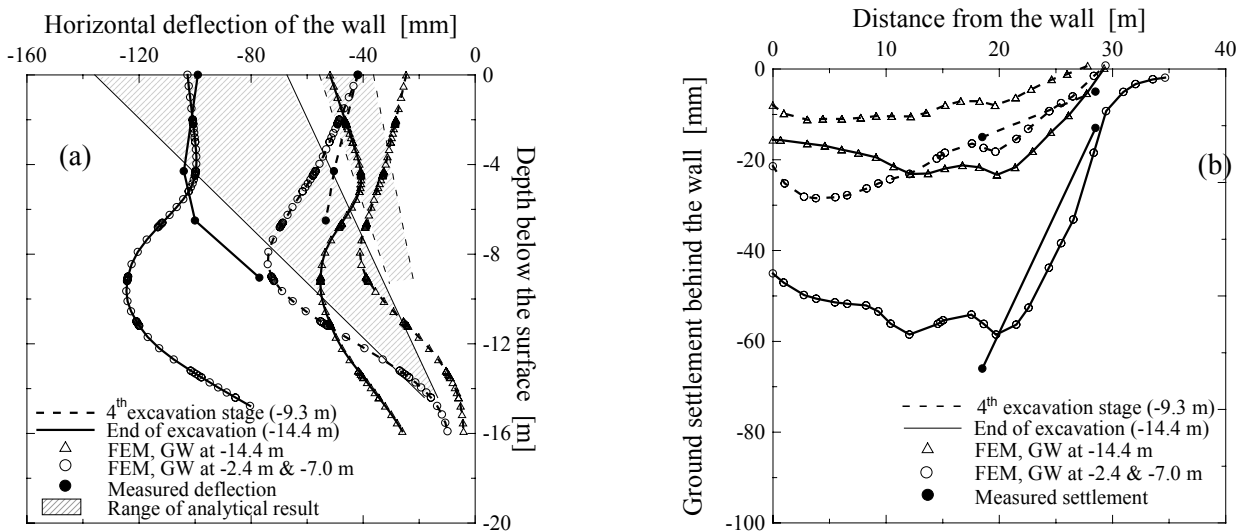 Horizontal deflection of the wall [mm]
-160 -120 -80 -40 0
0
-4
-8
-12
-16
-20
Depth below the surface [m]
(a)
4th excavation stage (-9.3 m)
End of excavation (-14.4 m)
FEM, GW at -14.4 m
FEM, GW at -2.4 m & -7.0 m
Measured deflection
Range of analytical result
Distance from the wall [m]
0 10 20 30 40
0
-20
-40
-60
-80
-100
Ground settlement behind the wall [mm]
(b)
4th excavation stage (-9.3 m)
End of excavation (-14.4 m)
FEM, GW at -14.4 m
FEM, GW at -2.4 & -7.0 m
Measured settlement